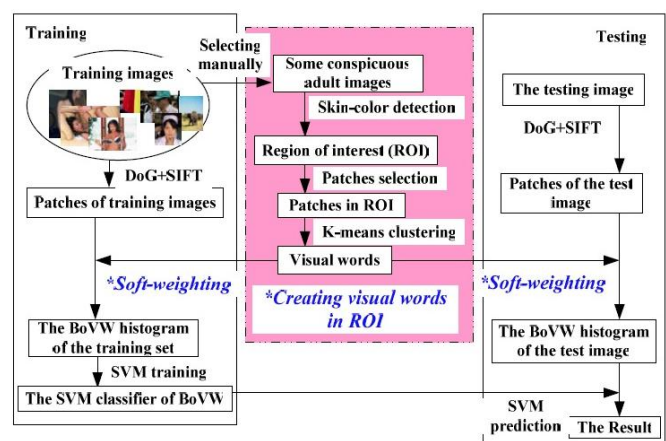 Training
Training images
DoG+SIFT
Patches of training images
*Soft-weighting
The BoVW histogram
of the training set
SVM training
The SVM classifier of BoVW
Selecting
manually
Some conspicuous
adult images
Skin-color detection
Region of interest (ROI)
Patches selection
Patches in ROI
K-means clustering
Visual words
*Creating visual words
in ROI
Testing
The testing image
DoG+SIFT
Patches of the test
image
*Soft-weighting
The BoVW histogram
of the test image
SVM
prediction
The Result